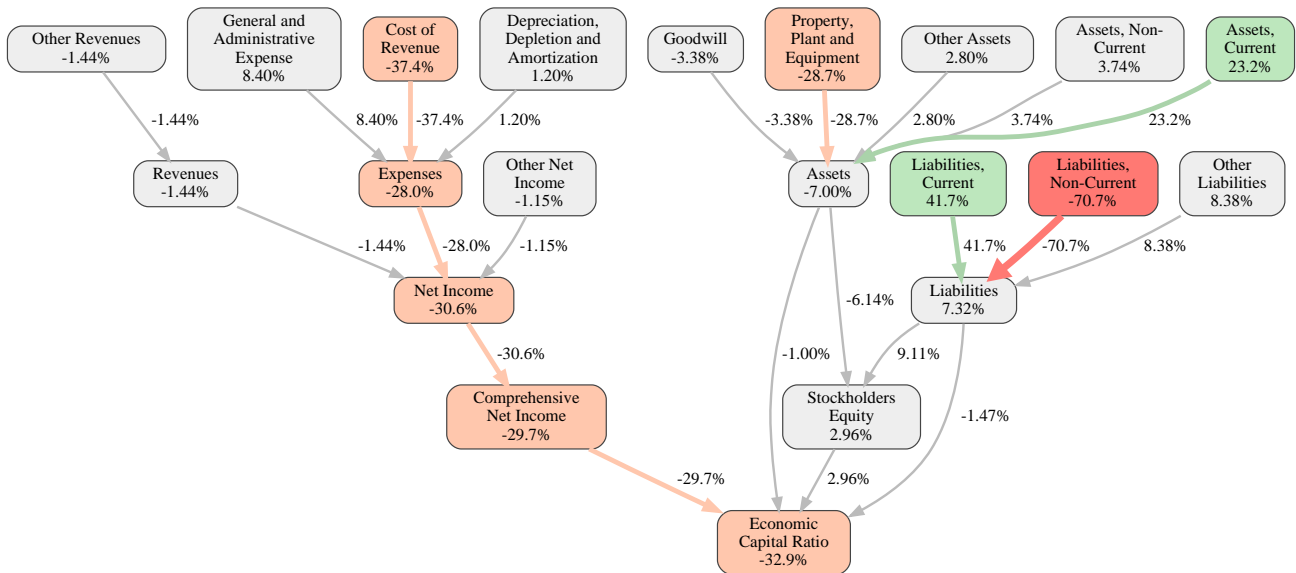 Other Revenues
-1.44%
General and
Administrative
Expense
8.40%
Cost of
Revenue
-37.4%
Depreciation,
Depletion and
Amortization
1.20%
Goodwill
-3.38%
Property,
Plant and
Equipment
-28.7%
Other Assets
2.80%
Assets, Non-
Current
3.74%
Assets,
Current
23.2%
-1.44%
8.40%
-37.4%
1.20%
-3.38%
-28.7%
2.80%
3.74%
23.2%
Revenues
-1.44%
Expenses
-28.0%
Other Net
Income
-1.15%
Assets
-7.00%
Liabilities,
Current
41.7%
Liabilities,
Non-Current
-70.7%
Other
Liabilities
8.38%
-1.44%
-28.0%
-1.15%
41.7%
-70.7%
8.38%
Net Income
-30.6%
-6.14%
Liabilities
7.32%
-30.6%
-1.00%
9.11%
Comprehensive
Net Income
-29.7%
Stockholders
Equity
2.96%
-1.47%
-29.7%
2.96%
Economic
Capital Ratio
-32.9%